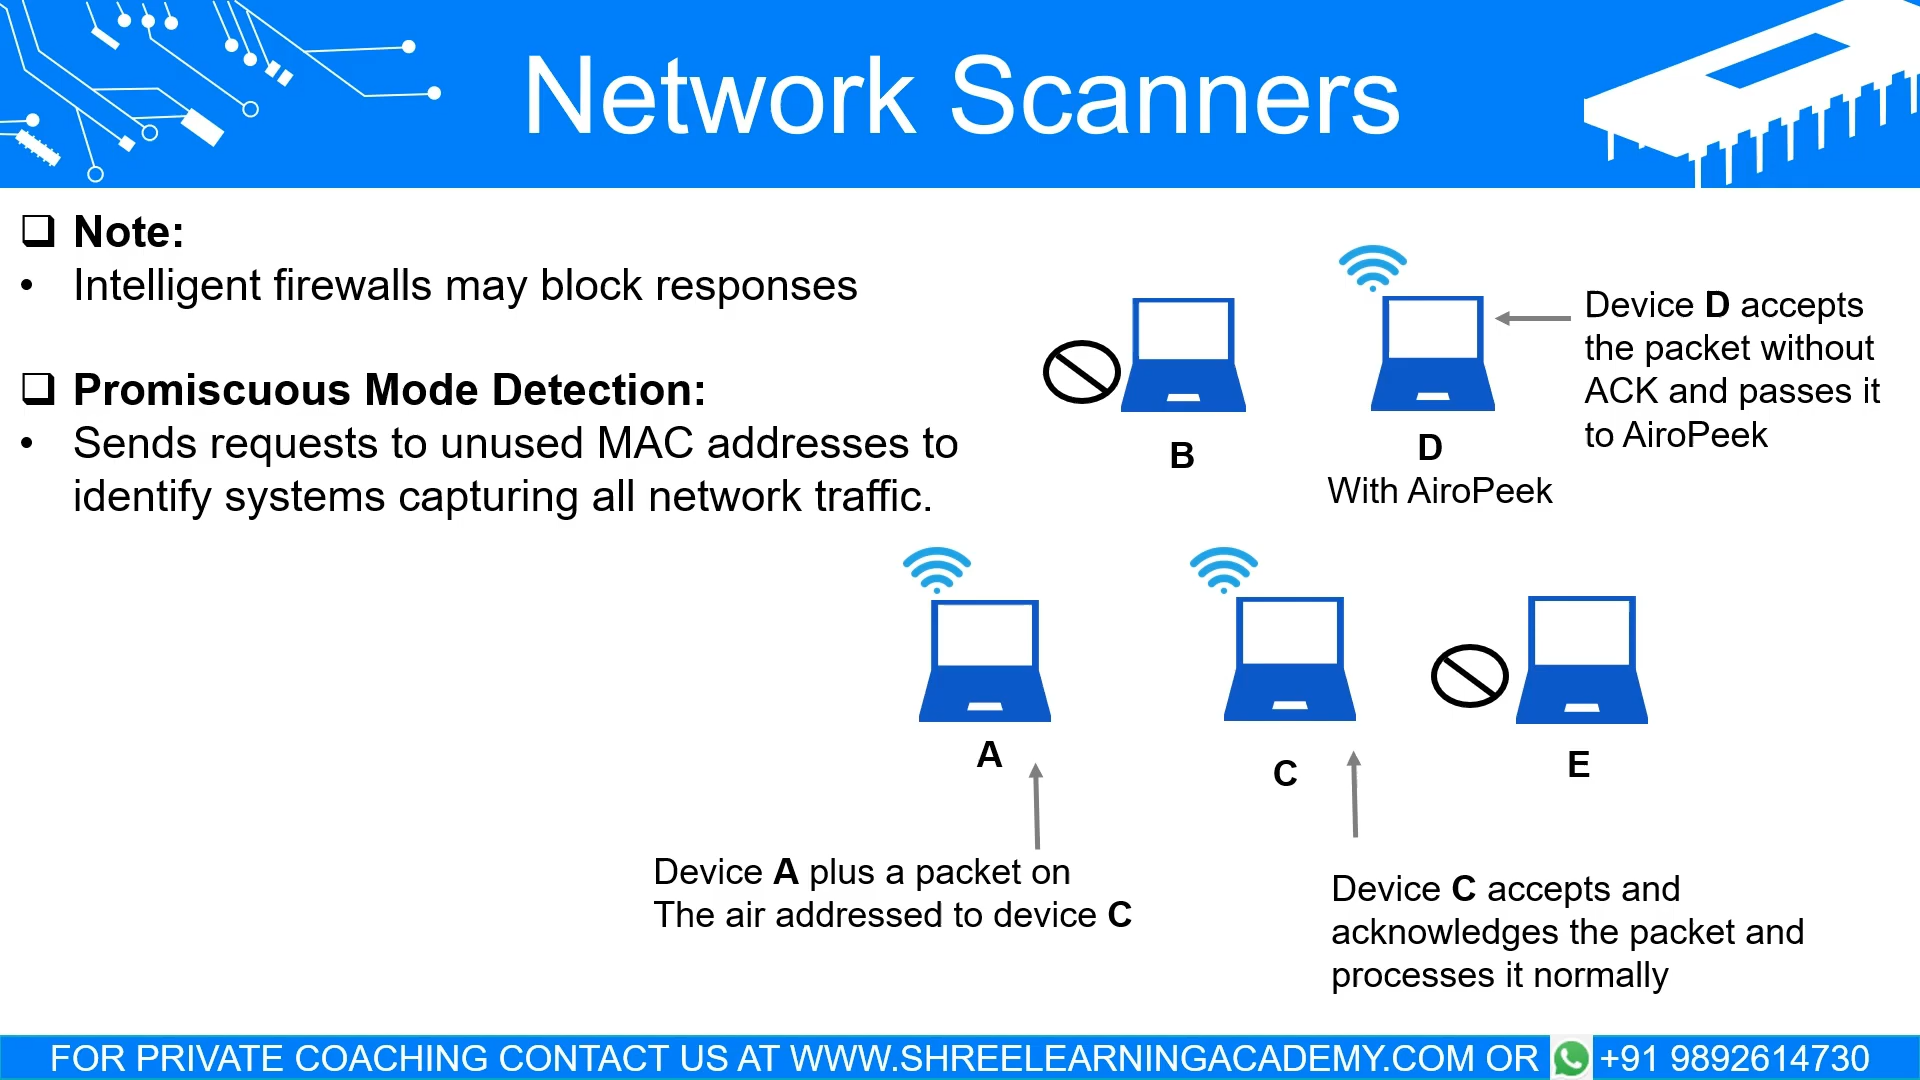 Network Scanners
Note:
• Intelligent firewalls may block responses
Promiscuous Mode Detection:
• Sends requests to unused MAC addresses to
identify systems capturing all network traffic.
B
D
With AiroPeek
Device D accepts
the packet without
ACK and passes it
to AiroPeek
A
C
E
Device A plus a packet on
The air addressed to device C
Device C accepts and
acknowledges the packet and
processes it normally
FOR PRIVATE COACHING CONTACT US AT WWW.SHREELEARNINGACADEMY.COM OR +91 9892614730